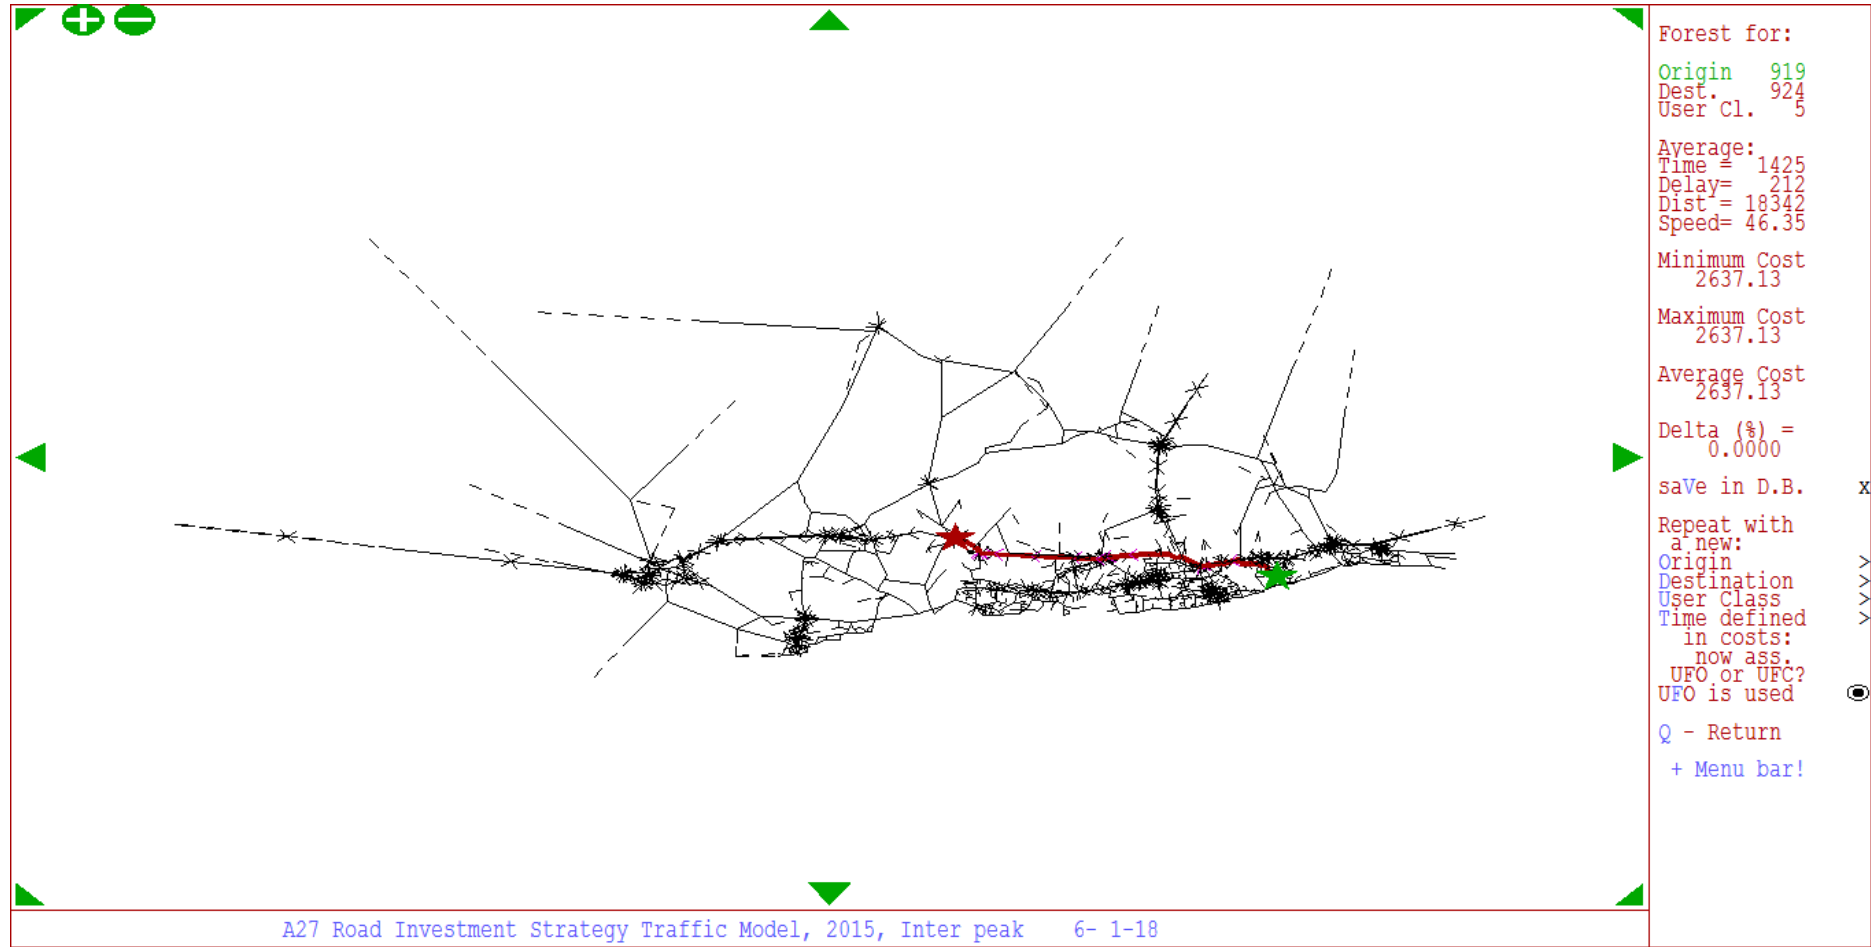 Forest for:
Origin 919
Dest. 924
User Cl. 5
Average:
Time = 1425
Delay= 212
Dist = 18342
Speed= 46.35
Minimum Cost
2637.13
Maximum Cost
2637.13
Average Cost
2637.13
Delta (%) =
0.0000
saVe in D.B. x
Repeat with
a new:
Origin >
Destination >
User Class >
Time defined >
in costs:
now ass.
UFO or UFC?
UFO is used
Q - Return
+ Menu bar!
A27 Road Investment Strategy Traffic Model, 2015, Inter peak 6- 1-18